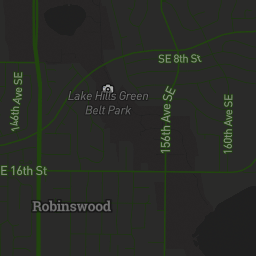 SE 8th St
Lake Hills Green
Belt Park
146th Ave SE
156th Ave SE
160th Ave SE
E 16th St
Robinswood